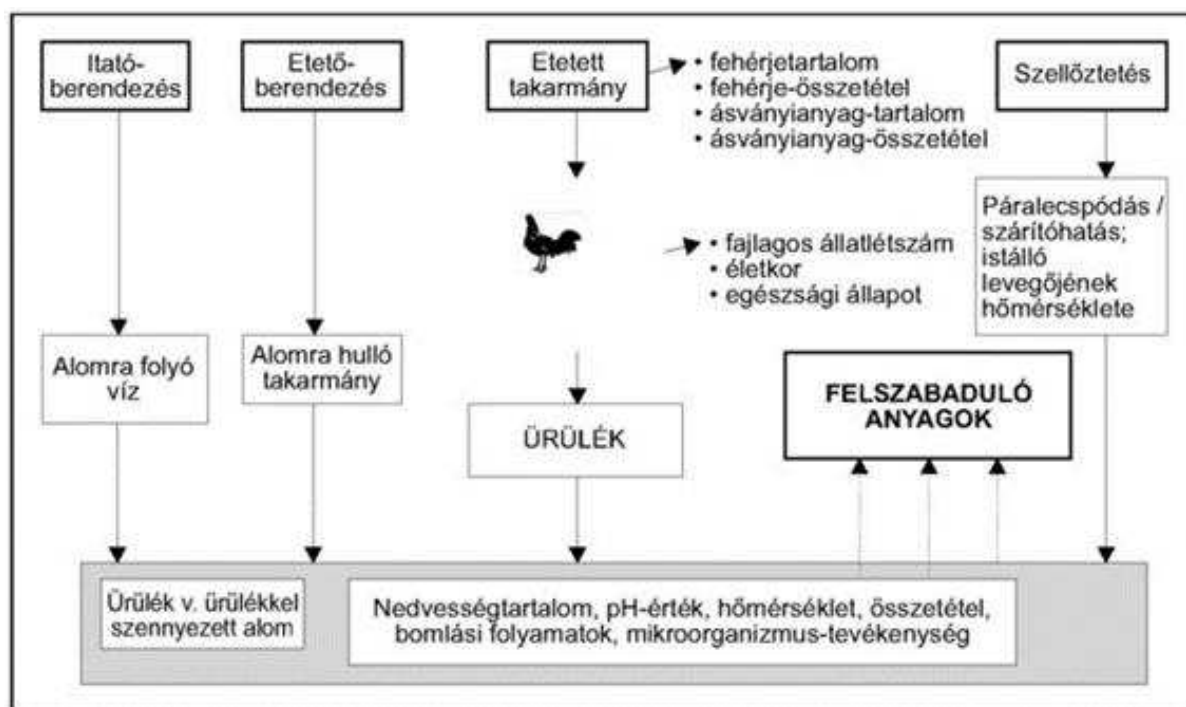 Itató-
berendezés
Etető-
berendezés
Etetett
takarmány
• fehérjetartalom
• fehérje-összetétel
• ásványianyag-tartalom
• ásványianyag-összetétel
Szellőztetés
• fajlagos állatlétszám
• életkor
• egészsági állapot
Páralecspódás /
szárítóhatás;
istálló
levegőjének
hőmérséklete
Alomra folyó
víz
Alomra hulló
takarmány
ÜRÜLÉK
FELSZABADULÓ
ANYAGOK
Ürülék v. ürülékkel
szennyezett alom
Nedvességtartalom, pH-érték, hőmérséklet, összetétel,
bomlási folyamatok, mikroorganizmus-tevékenység